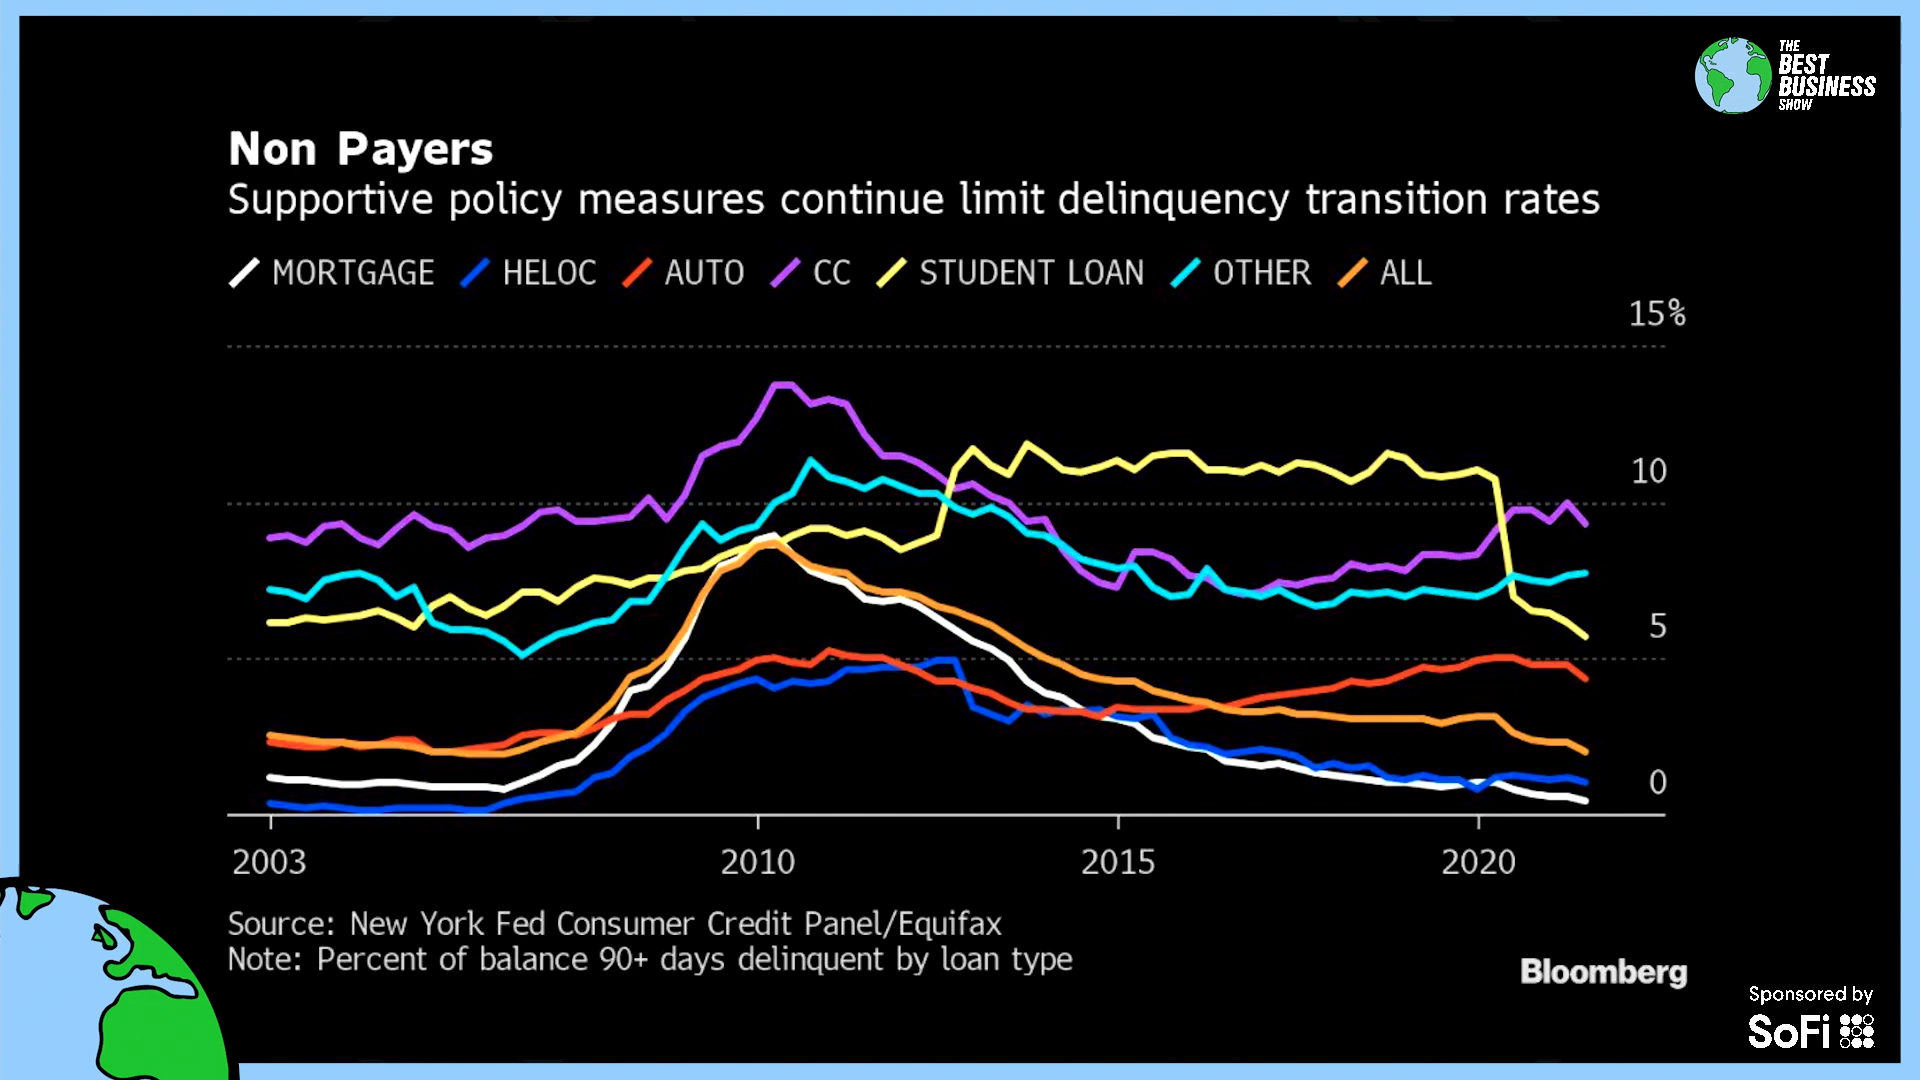 THE
BEST
BUSINESS
SHOW
Non Payers
Supportive policy measures continue limit delinquency transition rates
MORTGAGE HELOC AUTO CC STUDENT LOAN OTHER ALL
15%
10
5
0
2003 2010 2015 2020
Source: New York Fed Consumer Credit Panel/Equifax
Note: Percent of balance 90+ days delinquent by loan type
Bloomberg
Sponsored by
SoFi